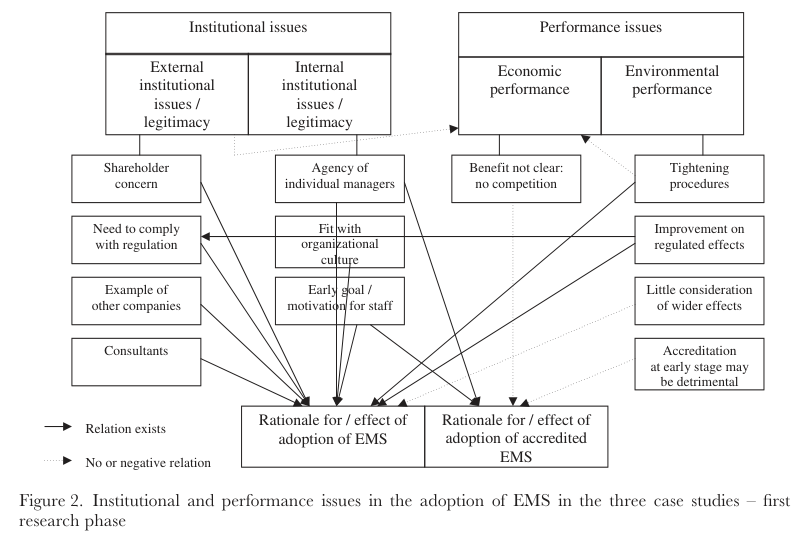 Institutional issues
Performance issues
External
institutional
issues /
legitimacy
Internal
institutional
issues /
legitimacy
Economic
performance
Environmental
performance
Shareholder
concern
Agency of
individual managers
Benefit not clear:
no competition
Tightening
procedures
Need to comply
with regulation
Fit with
organizational
culture
Improvement on
regulated effects
Example of
other companies
Early goal /
motivation for staff
Little consideration
of wider effects
Consultants
Accreditation
at early stage may
be detrimental
Rationale for / effect of
adoption of EMS
Rationale for / effect of
adoption of accredited
EMS
Relation exists
No or negative relation
Figure 2. Institutional and performance issues in the adoption of EMS in the three case studies – first
research phase